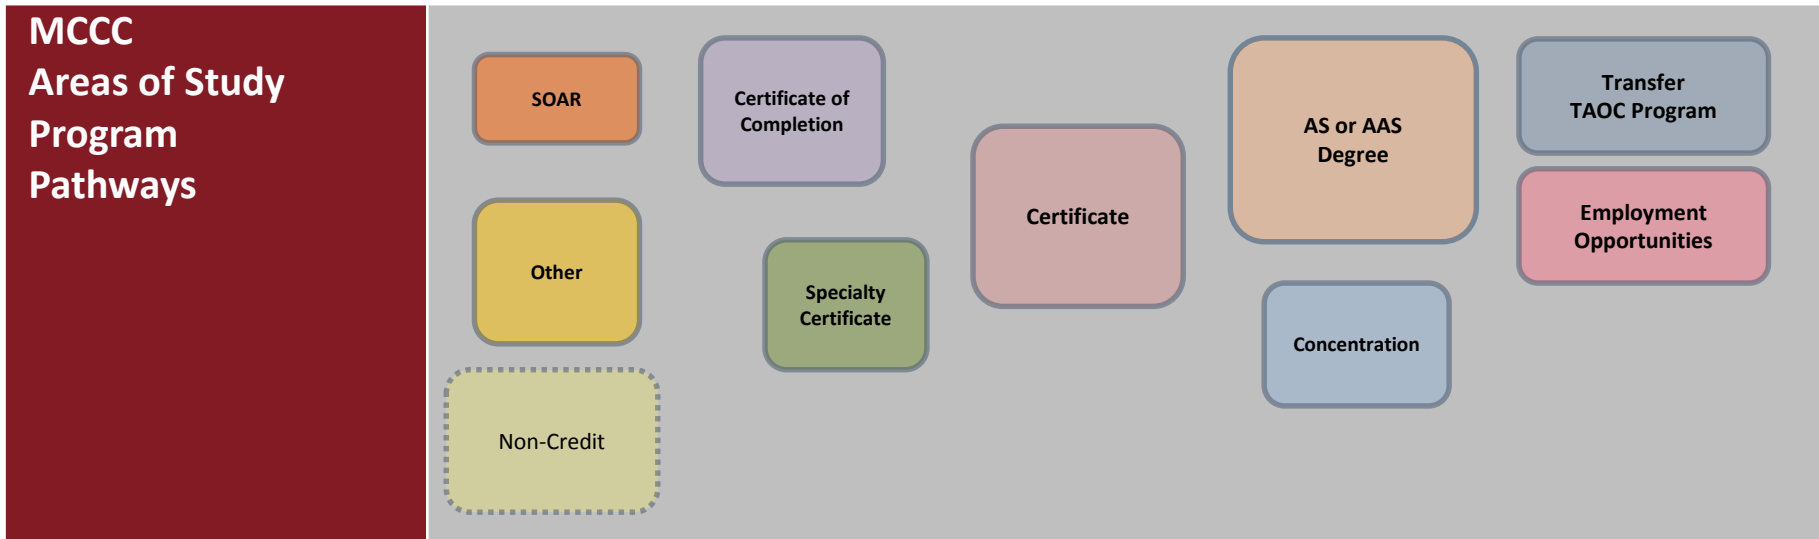 MCCC
Areas of Study
Program
Pathways
SOAR
Other
Non-Credit
Certificate of
Completion
Specialty
Certificate
Certificate
AS or AAS
Degree
Concentration
Transfer
TAOC Program
Employment
Opportunities